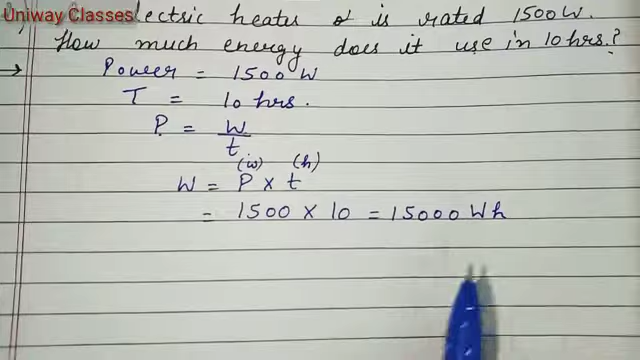 Uniway Classes
lectric heater of is rated 1500W.
How much energy does it use in 10 hrs.?
→ Power = 1500 W
T = 10 hrs.
P = W
t
(w) (h)
W = P × t
= 1500 × 10 = 15000 Wh